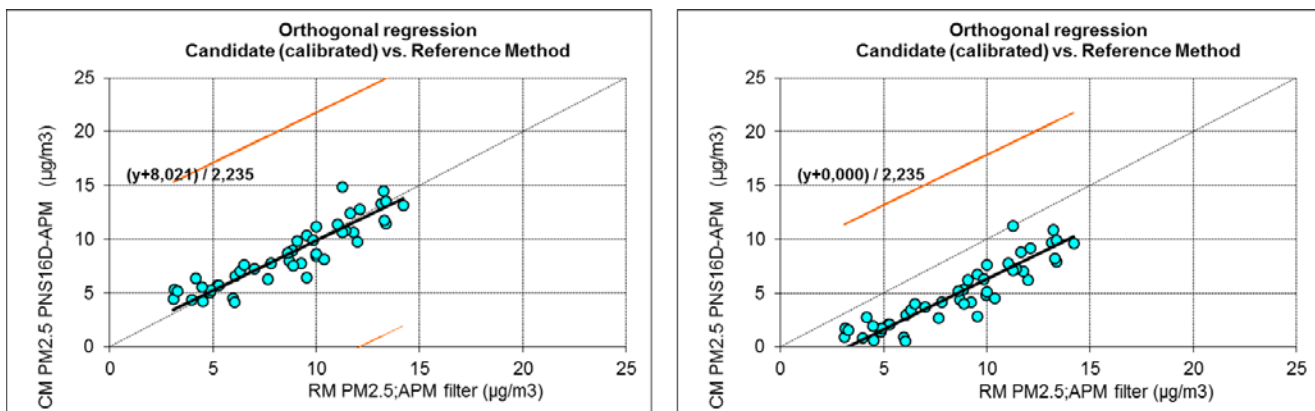 Orthogonal regression
Candidate (calibrated) vs. Reference Method
CM PM2.5 PNS16D-APM (µg/m3)
25
20
15
10
5
0
(y+8,021) / 2,235
0 5 10 15 20 25
RM PM2.5;APM filter (µg/m3)
Orthogonal regression
Candidate (calibrated) vs. Reference Method
CM PM2.5 PNS16D-APM (µg/m3)
25
20
15
10
5
0
(y+0,000) / 2,235
0 5 10 15 20 25
RM PM2.5;APM filter (µg/m3)